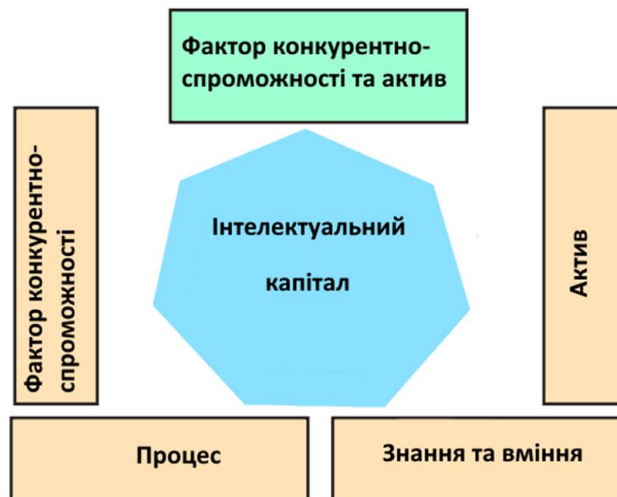 Фактор конкурентно-
спроможності та актив
Фактор конкурентно-
спроможності
Інтелектуальний
капітал
Актив
Процес
Знання та вміння